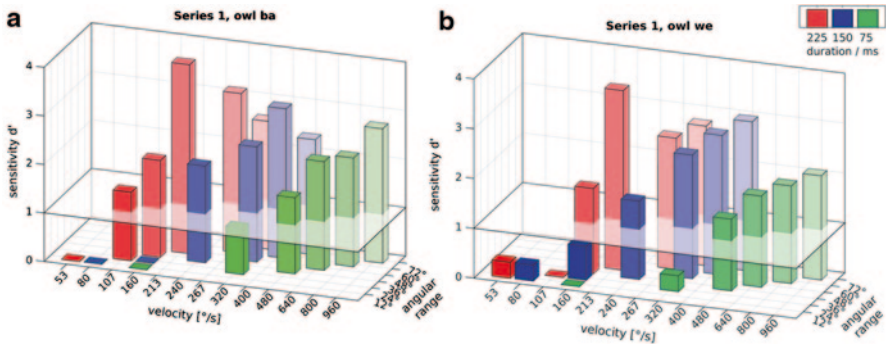 a
Series 1, owl ba
4
3
2
1
0
sensitivity d'
53
80
107
160
213
240
267
320
400
480
640
800
960
velocity [°/s]
angular
range
b
Series 1, owl we
4
3
2
1
0
sensitivity d'
53
80
107
160
213
240
267
320
400
480
640
800
960
velocity [°/s]
angular
range
225 150 75
duration / ms